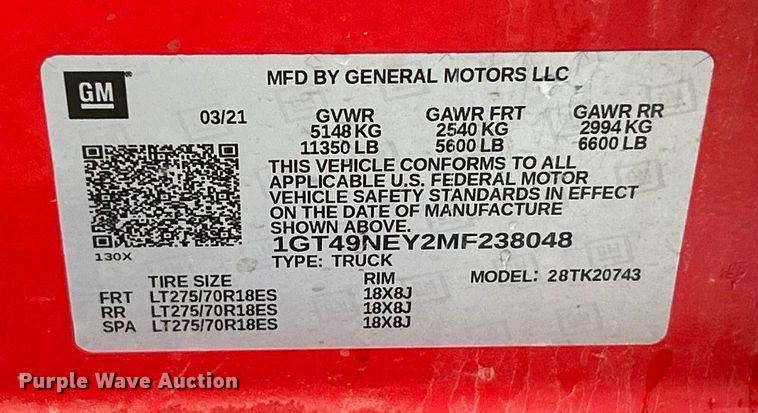 GM
MFD BY GENERAL MOTORS LLC
03/21 GVWR GAWR FRT GAWR RR
5148 KG 2540 KG 2994 KG
11350 LB 5600 LB 6600 LB
THIS VEHICLE CONFORMS TO ALL
APPLICABLE U.S. FEDERAL MOTOR
VEHICLE SAFETY STANDARDS IN EFFECT
ON THE DATE OF MANUFACTURE
SHOWN ABOVE.
130X
1GT49NEY2MF238048
TYPE: TRUCK MODEL: 28TK20743
TIRE SIZE RIM
FRT LT275/70R18ES 18X8J
RR LT275/70R18ES 18X8J
SPA LT275/70R18ES 18X8J
Purple Wave Auction